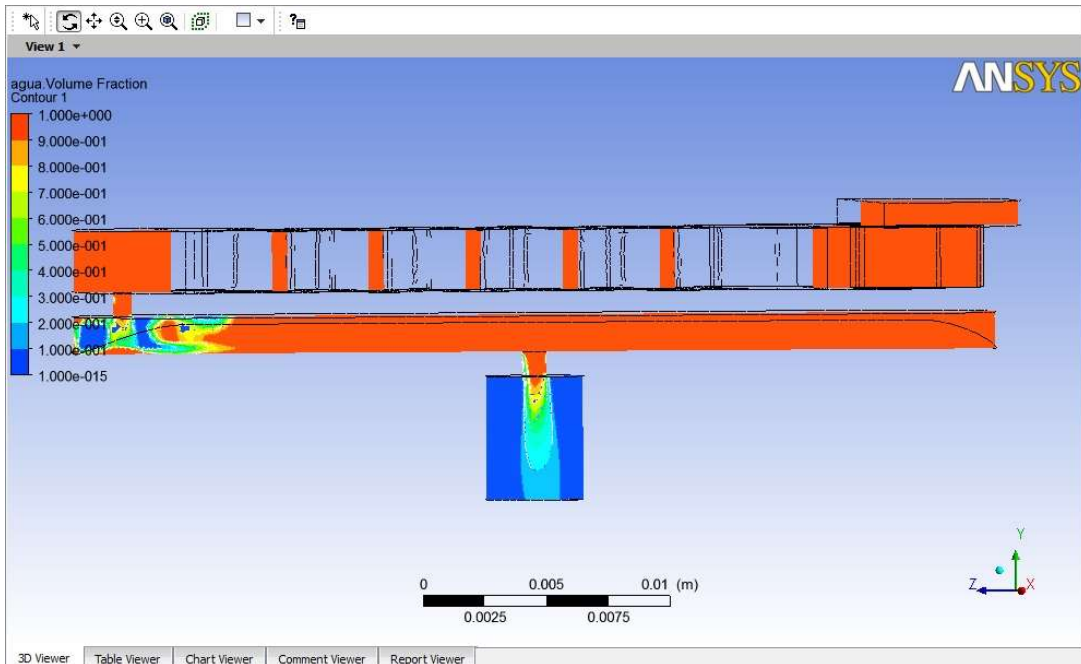 View 1
ANSYS
agua.Volume Fraction
Contour 1
1.000e+000
9.000e-001
8.000e-001
7.000e-001
6.000e-001
5.000e-001
4.000e-001
3.000e-001
2.000e-001
1.000e-001
1.000e-015
Y
Z X
0 0.005 0.01 (m)
0.0025 0.0075
3D Viewer Table Viewer Chart Viewer Comment Viewer Report Viewer